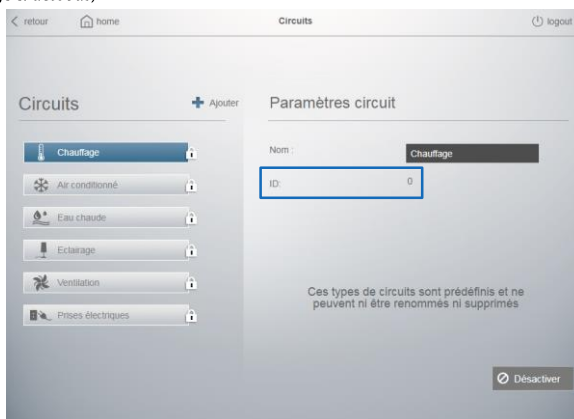 retour
home
Circuits
logout
Circuits
Ajouter
Paramètres circuit
Chauffage
Air conditionné
Eau chaude
Eclairage
Ventilation
Prises électriques
Nom :
Chauffage
ID:
0
Ces types de circuits sont prédéfinis et ne
peuvent ni être renommés ni supprimés
Désactiver